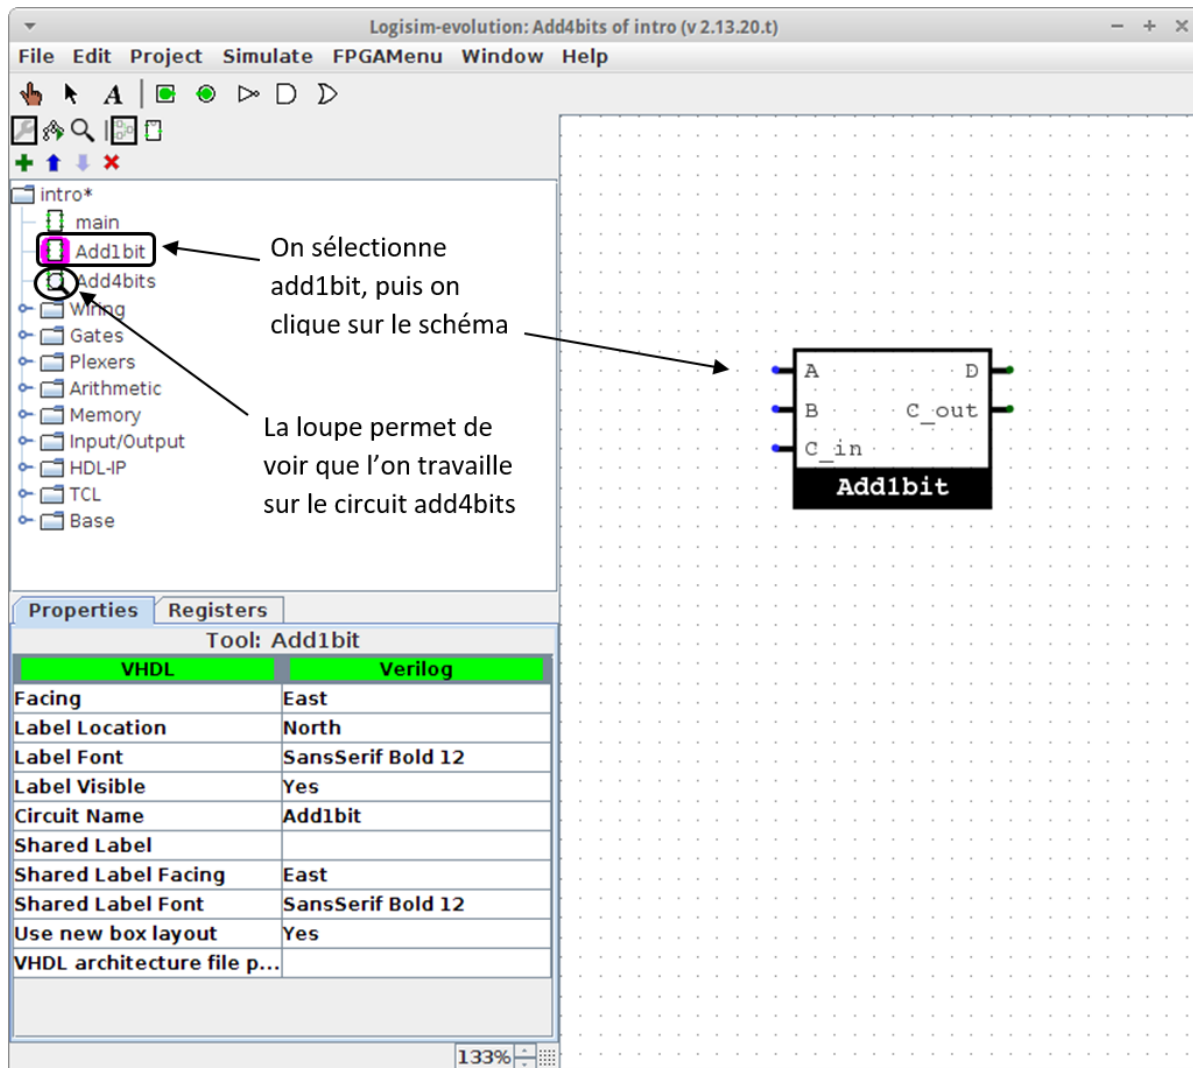 Logisim-evolution: Add4bits of intro (v 2.13.20.t)
File Edit Project Simulate FPGAMenu Window Help
A
intro*
main
Add1bit
Add4bits
Wiring
Gates
Plexers
Arithmetic
Memory
Input/Output
HDL-IP
TCL
Base
On sélectionne
add1bit, puis on
clique sur le schéma
La loupe permet de
voir que l'on travaille
sur le circuit add4bits
A D
B C_out
C_in
Add1bit
Properties Registers
Tool: Add1bit
VHDL Verilog
Facing East
Label Location North
Label Font SansSerif Bold 12
Label Visible Yes
Circuit Name Add1bit
Shared Label
Shared Label Facing East
Shared Label Font SansSerif Bold 12
Use new box layout Yes
VHDL architecture file p...
133%